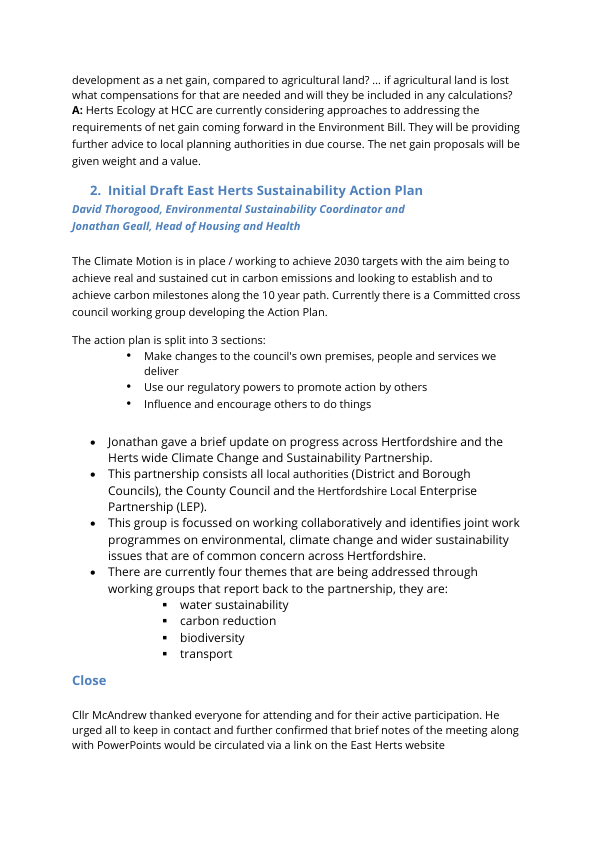 development as a net gain, compared to agricultural land? … if agricultural land is lost
what compensations for that are needed and will they be included in any calculations?
A: Herts Ecology at HCC are currently considering approaches to addressing the
requirements of net gain coming forward in the Environment Bill. They will be providing
further advice to local planning authorities in due course. The net gain proposals will be
given weight and a value.
2. Initial Draft East Herts Sustainability Action Plan
David Thorogood, Environmental Sustainability Coordinator and
Jonathan Geall, Head of Housing and Health
The Climate Motion is in place / working to achieve 2030 targets with the aim being to
achieve real and sustained cut in carbon emissions and looking to establish and to
achieve carbon milestones along the 10 year path. Currently there is a Committed cross
council working group developing the Action Plan.
The action plan is split into 3 sections:
• Make changes to the council's own premises, people and services we
deliver
• Use our regulatory powers to promote action by others
• Influence and encourage others to do things
• Jonathan gave a brief update on progress across Hertfordshire and the
Herts wide Climate Change and Sustainability Partnership.
• This partnership consists all local authorities (District and Borough
Councils), the County Council and the Hertfordshire Local Enterprise
Partnership (LEP).
• This group is focussed on working collaboratively and identifies joint work
programmes on environmental, climate change and wider sustainability
issues that are of common concern across Hertfordshire.
• There are currently four themes that are being addressed through
working groups that report back to the partnership, they are:
▪ water sustainability
▪ carbon reduction
▪ biodiversity
▪ transport
Close
Cllr McAndrew thanked everyone for attending and for their active participation. He
urged all to keep in contact and further confirmed that brief notes of the meeting along
with PowerPoints would be circulated via a link on the East Herts website